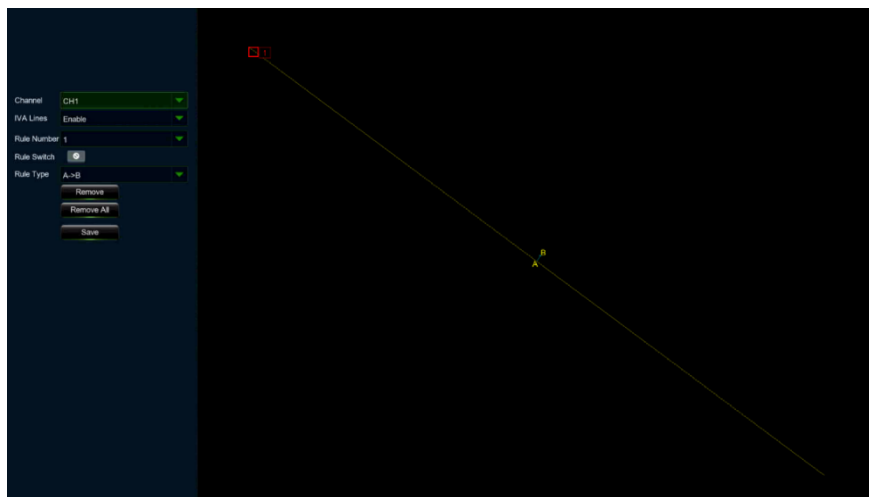 1
Channel CH1
IVA Lines Enable
Rule Number 1
Rule Switch
Rule Type A->B
Remove
Remove All
Save
B
A